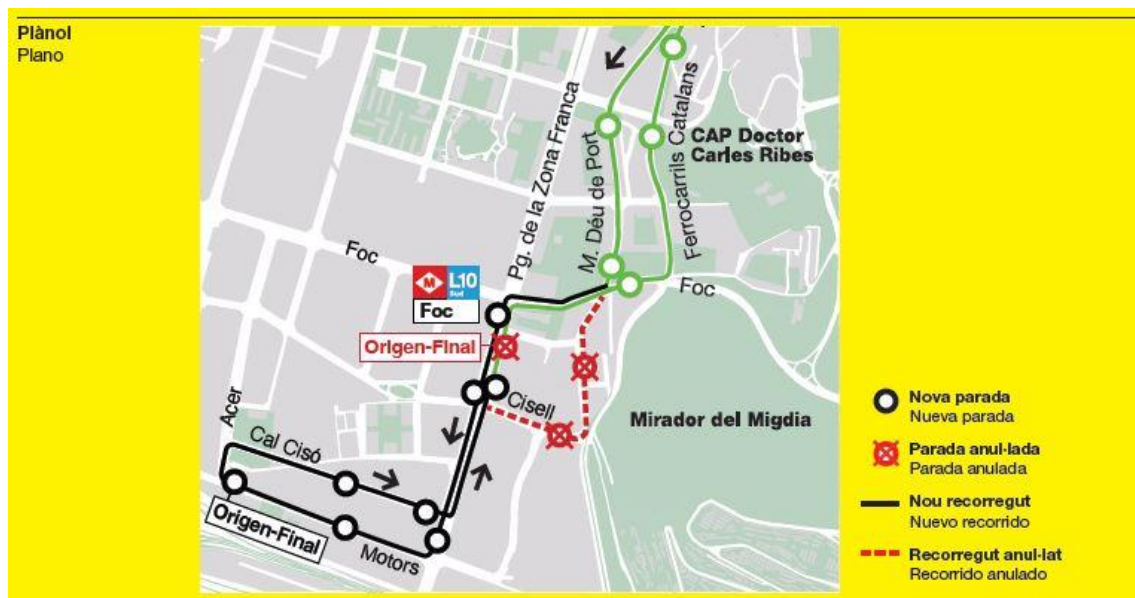 Plànol
Plano
Pg. de la Zona Franca
M. Déu de Port
Ferrocarrils Catalans
CAP Doctor
Carles Ribes
Foc
M
L10
Sud
Foc
Foc
Origen-Final
Cisell
Acer
Cal Cisó
Mirador del Migdia
Origen-Final
Motors
Nova parada
Nueva parada
Parada anul·lada
Parada anulada
Nou recorregut
Nuevo recorrido
Recorregut anul·lat
Recorrido anulado